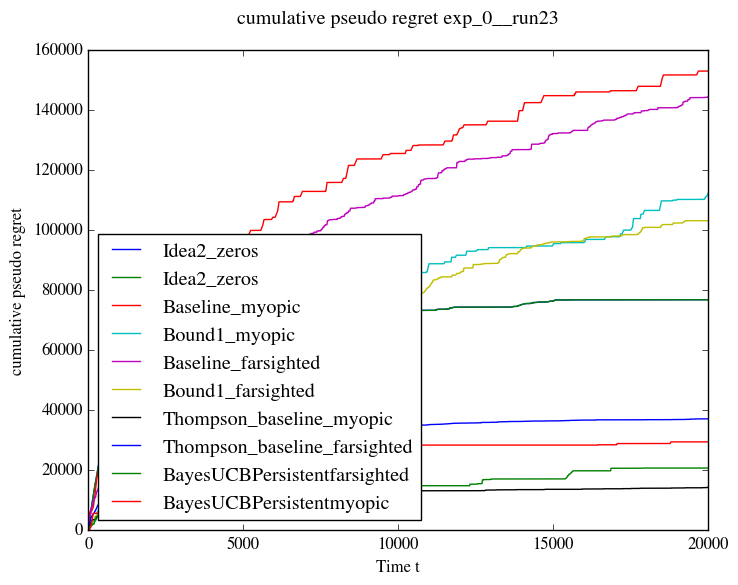 cumulative pseudo regret exp_0__run23
160000
140000
120000
100000
80000
60000
40000
20000
0
cumulative pseudo regret
Idea2_zeros
Idea2_zeros
Baseline_myopic
Bound1_myopic
Baseline_farsighted
Bound1_farsighted
Thompson_baseline_myopic
Thompson_baseline_farsighted
BayesUCBPersistentfarsighted
BayesUCBPersistentmyopic
0 5000 10000 15000 20000
Time t